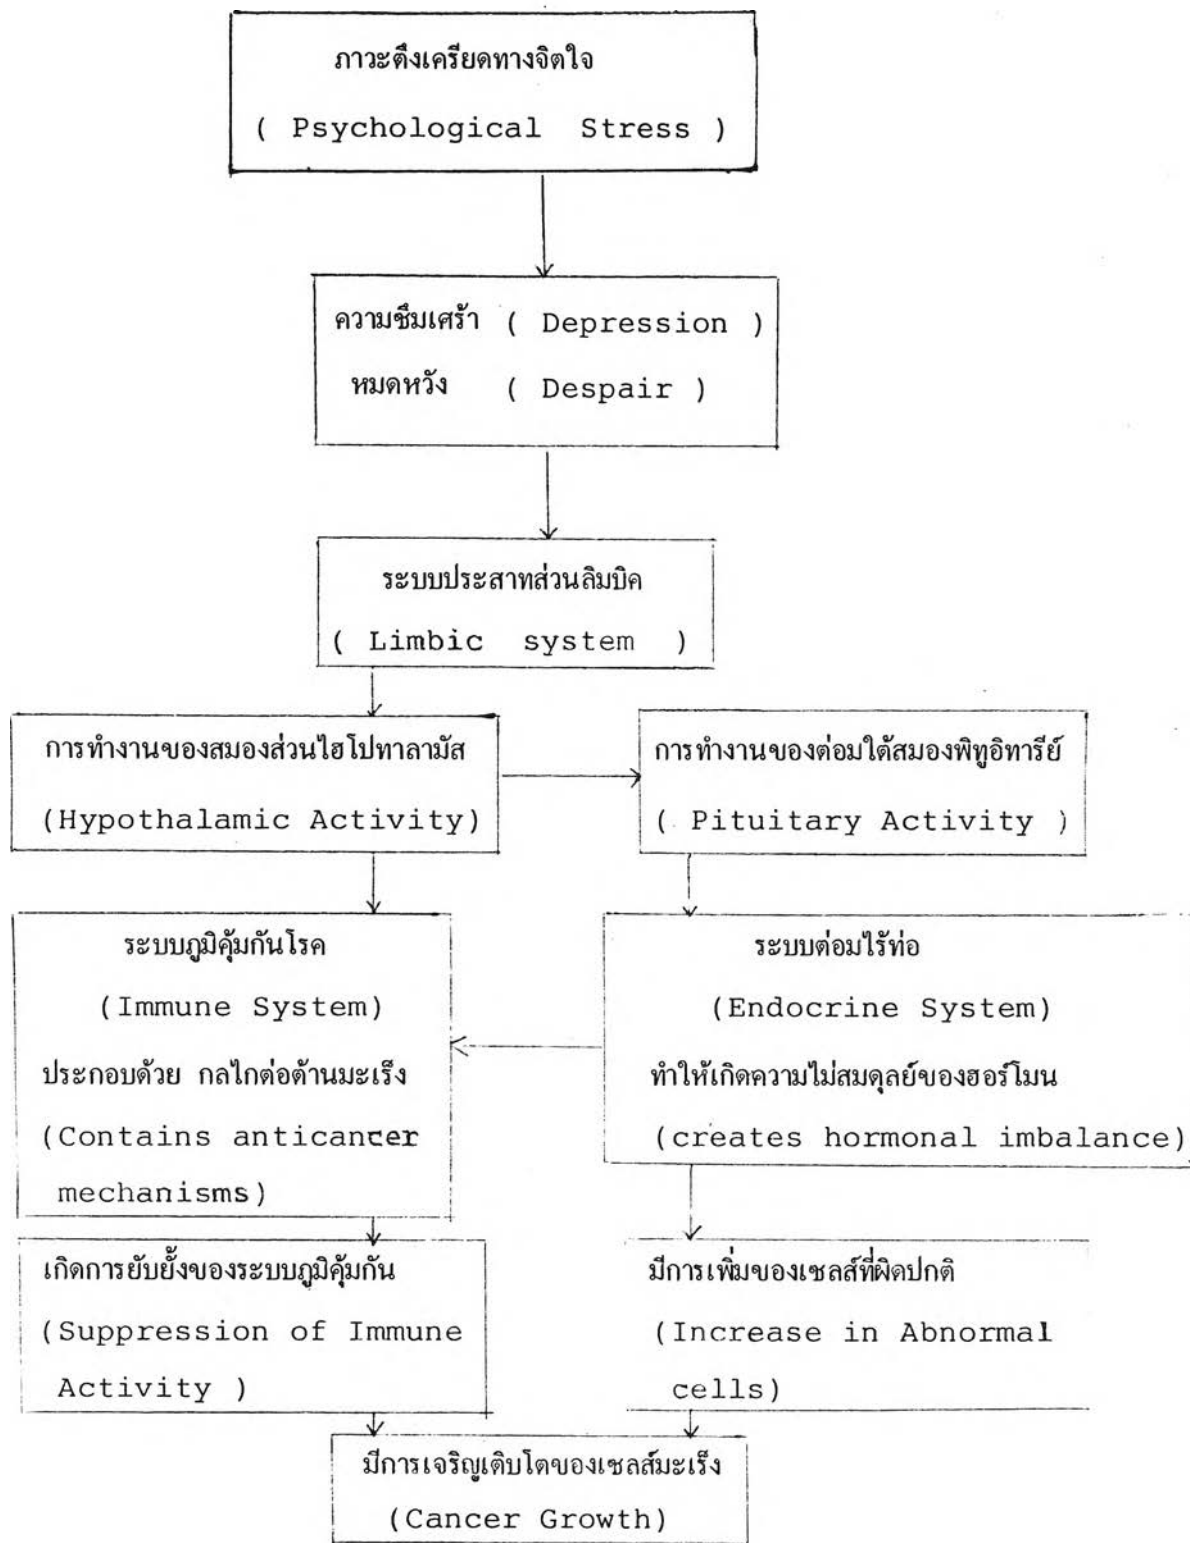 ภาวะตึงเครียดทางจิตใจ
( Psychological Stress )
ความซึมเศร้า ( Depression )
หมดหวัง ( Despair )
ระบบประสาทส่วนลิมบิค
( Limbic system )
การทำงานของสมองส่วนไฮโปทาลามัส
(Hypothalamic Activity)
การทำงานของต่อมใต้สมองพิทูอิทารีย์
( Pituitary Activity )
ระบบภูมิคุ้มกันโรค
(Immune System)
ประกอบด้วย กลไกต่อต้านมะเร็ง
(Contains anticancer
mechanisms)
ระบบต่อมไร้ท่อ
(Endocrine System)
ทำให้เกิดความไม่สมดุลย์ของฮอร์โมน
(creates hormonal imbalance)
เกิดการยับยั้งของระบบภูมิคุ้มกัน
(Suppression of Immune
Activity )
มีการเพิ่มของเซลส์ที่ผิดปกติ
(Increase in Abnormal
cells)
มีการเจริญเติบโตของเซลส์มะเร็ง
(Cancer Growth)